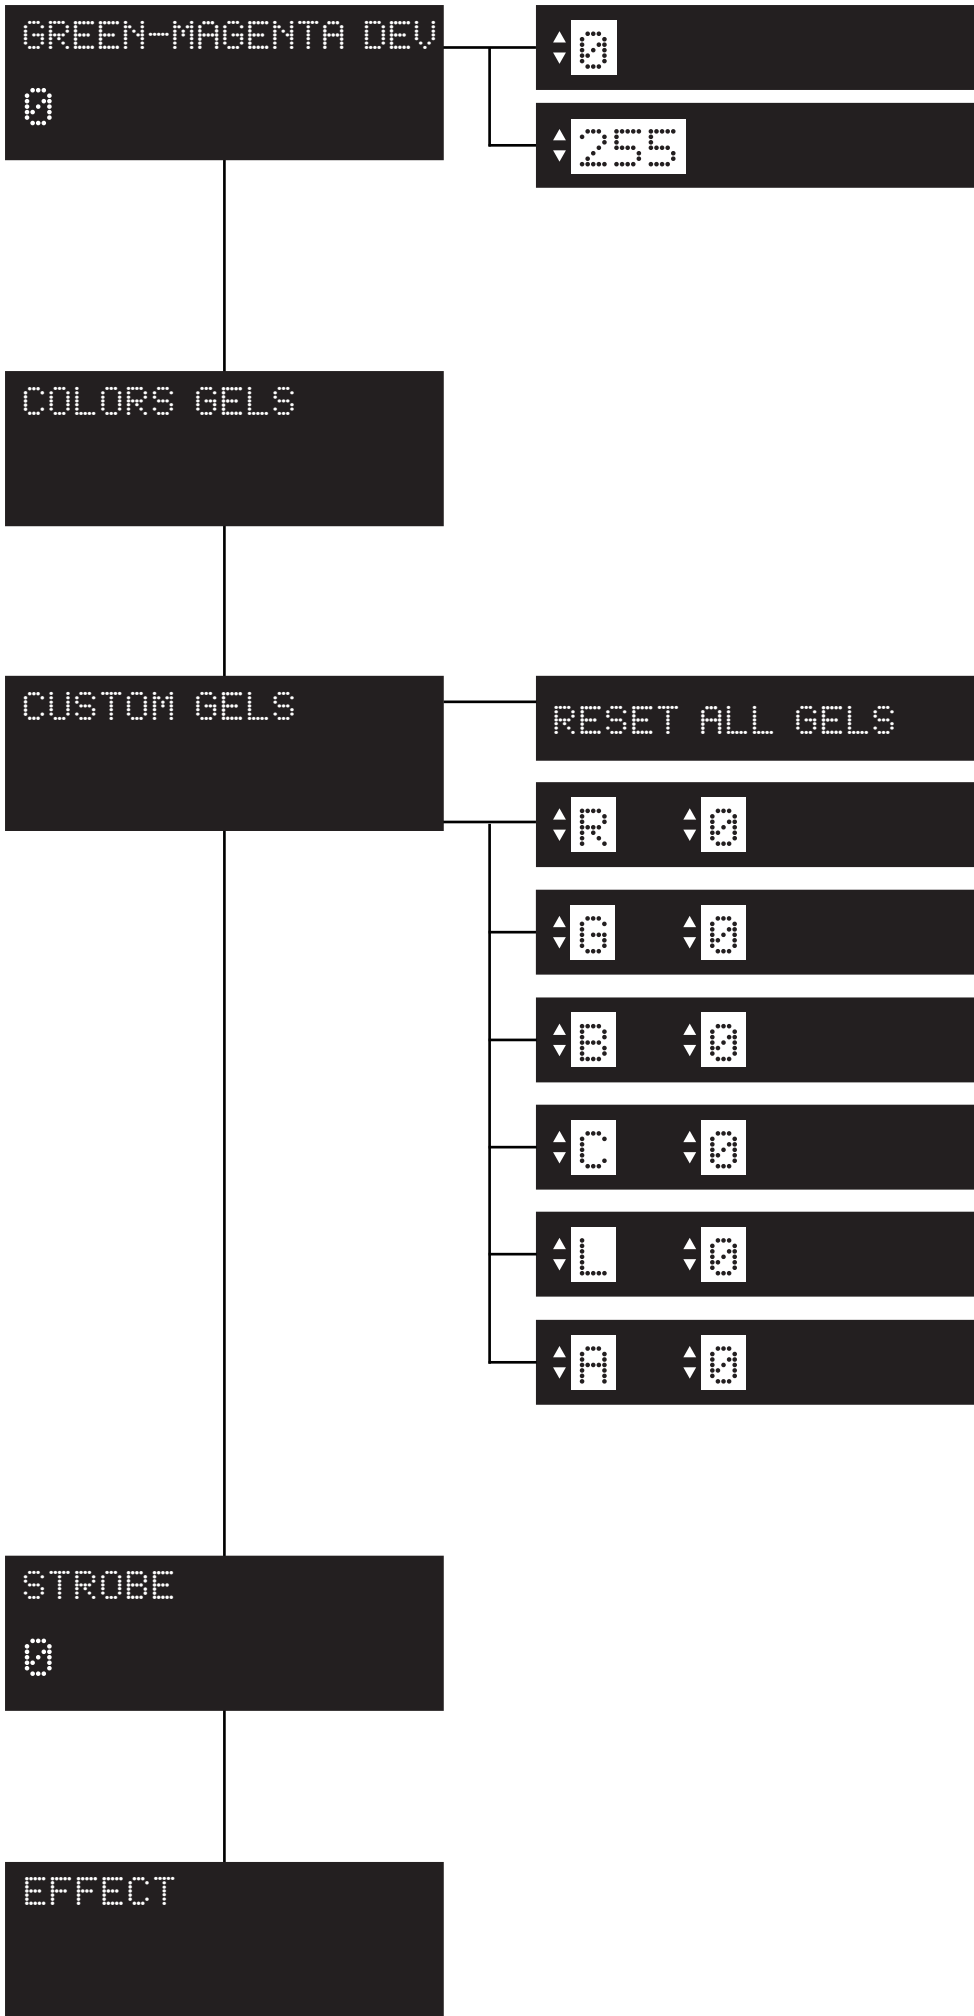 GREEN-MAGENTA DEV
0
0
255
COLORS GELS
CUSTOM GELS
RESET ALL GELS
R 0
G 0
B 0
C 0
L 0
A 0
STROBE
0
EFFECT